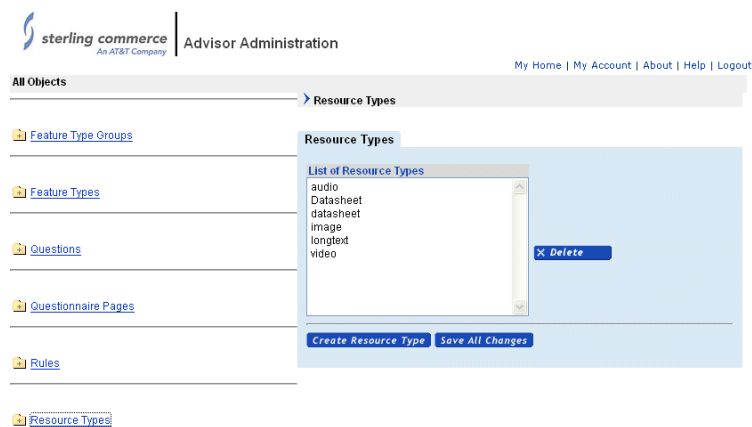 sterling commerce
An AT&T Company
Advisor Administration
My Home | My Account | About | Help | Logout
All Objects
Resource Types
Feature Type Groups
Resource Types
List of Resource Types
audio
Datasheet
datasheet
image
longtext
video
Feature Types
Questions
Delete
Questionnaire Pages
Create Resource Type
Save All Changes
Rules
Resource Types